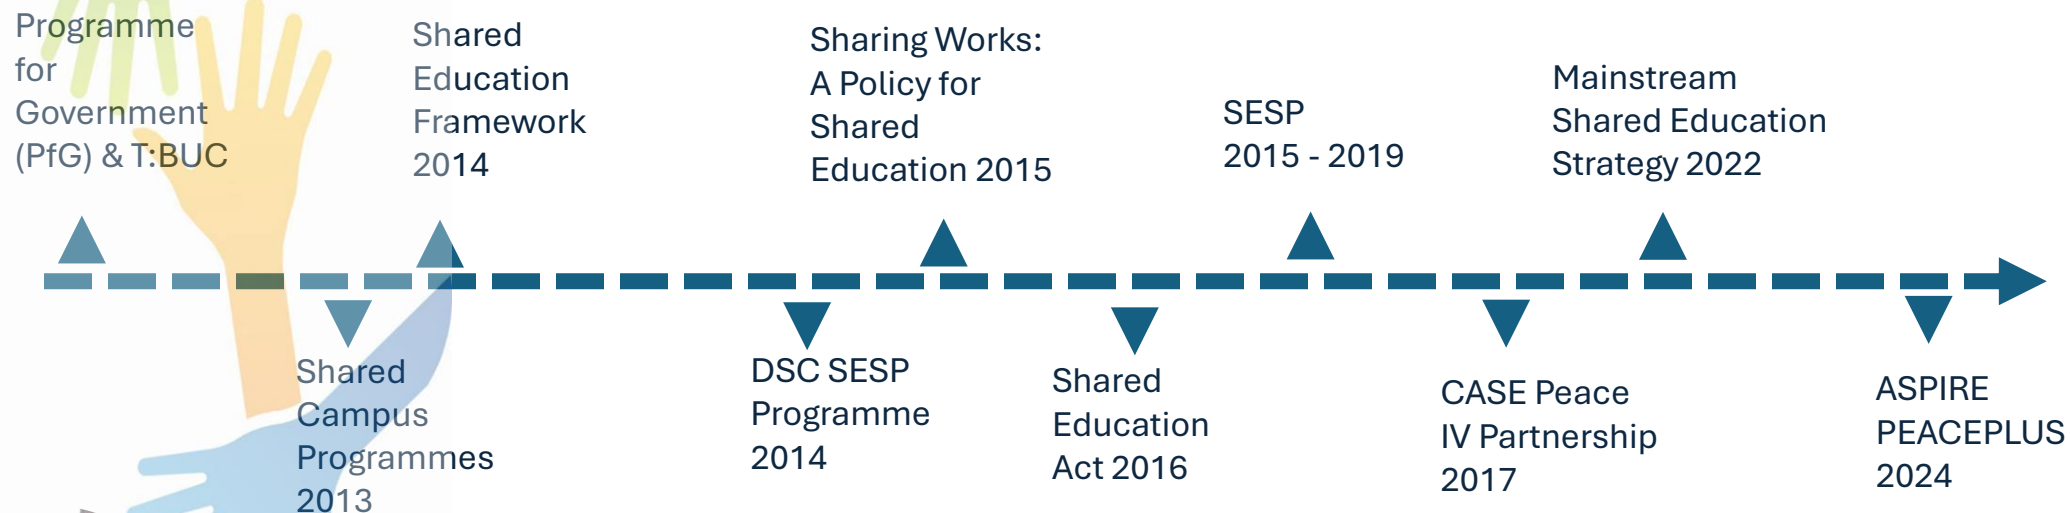 Programme
for
Government
(PfG) & T:BUC
Shared
Education
Framework
2014
Sharing Works:
A Policy for
Shared
Education 2015
SESP
2015 - 2019
Mainstream
Shared Education
Strategy 2022
Shared
Campus
Programmes
2013
DSC SESP
Programme
2014
Shared
Education
Act 2016
CASE Peace
IV Partnership
2017
ASPIRE
PEACEPLUS
2024